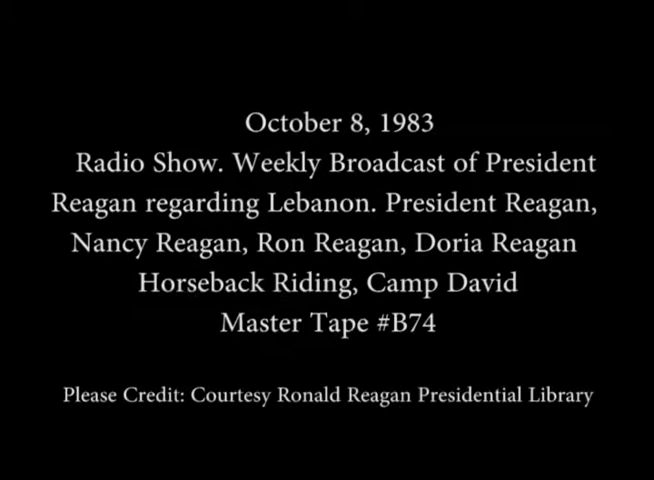 October 8, 1983
Radio Show. Weekly Broadcast of President
Reagan regarding Lebanon. President Reagan,
Nancy Reagan, Ron Reagan, Doria Reagan
Horseback Riding, Camp David
Master Tape #B74
Please Credit: Courtesy Ronald Reagan Presidential Library